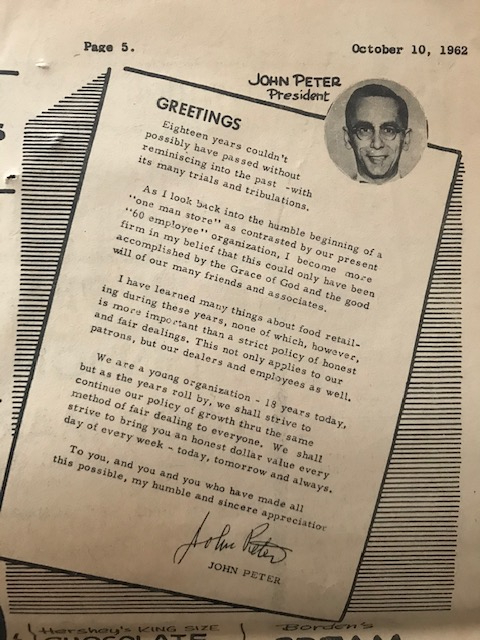 Page 5.
October 10, 1962
JOHN PETER
President
GREETINGS
Eighteen years couldn't
possibly have passed without
reminiscing into the past -with
its many trials and tribulations.
As I look back into the humble beginning of a
"one man store" as contrasted by our present
"60 employee" organization, I become more
firm in my belief that this could only have been
accomplished by the Grace of God and the good
will of our many friends and associates.
I have learned many things about food retail-
ing during these years, none of which, however,
is more important than a strict policy of honest
and fair dealings. This not only applies to our
patrons, but our dealers and employees as well.
We are a young organization - 18 years today,
but as the years roll by, we shall strive to
continue our policy of growth thru the same
method of fair dealing to everyone. We shall
strive to bring you an honest dollar value every
day of every week - today, tomorrow and always.
To you, and you and you who have made all
this possible, my humble and sincere appreciation
John Peter
JOHN PETER
Hershey's KING SIZE
CHOCOLATE
Borden's